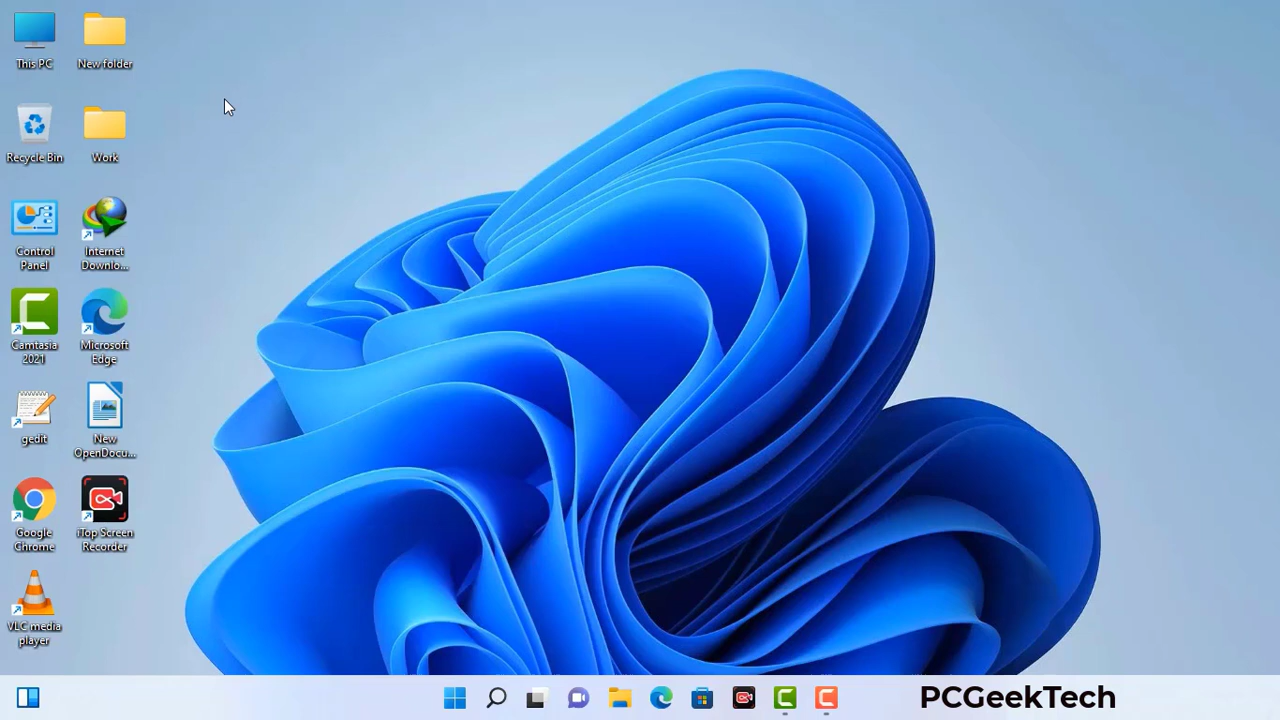 This PC
New folder
Recycle Bin
Work
Control
Panel
Internet
Downlo...
Camtasia
2021
Microsoft
Edge
gedit
New
OpenDocu...
Google
Chrome
iTop Screen
Recorder
VLC media
player
PCGeekTech